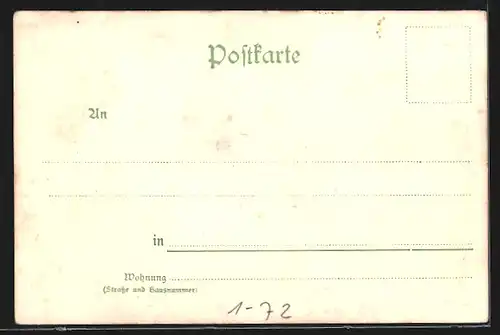 Poſtkarte
An
in
Wohnung
(Straße und Hausnummer)
1-72